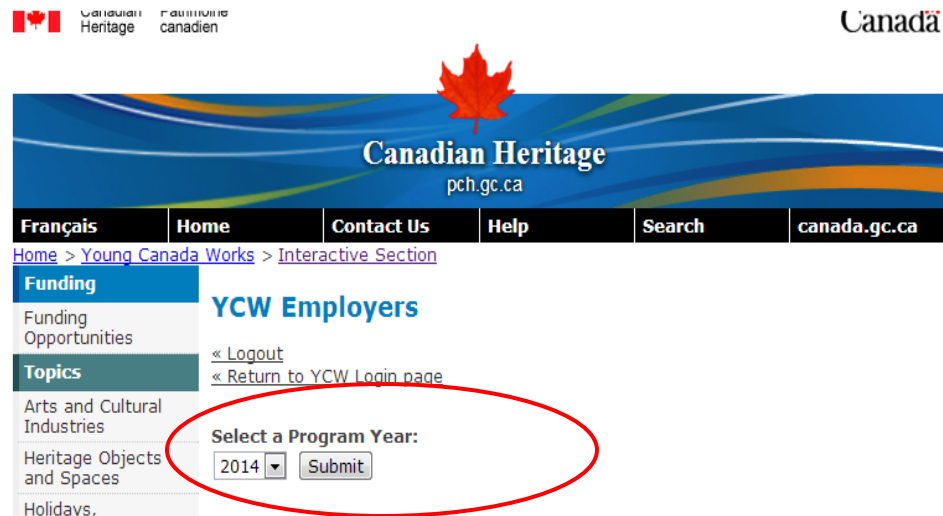 Canadian Patrimoine
Heritage canadien
Canada
Canadian Heritage
pch.gc.ca
Français Home Contact Us Help Search canada.gc.ca
Home > Young Canada Works > Interactive Section
Funding
Funding
Opportunities
Topics
Arts and Cultural
Industries
Heritage Objects
and Spaces
Holidays,
YCW Employers
« Logout
« Return to YCW Login page
Select a Program Year:
2014 Submit